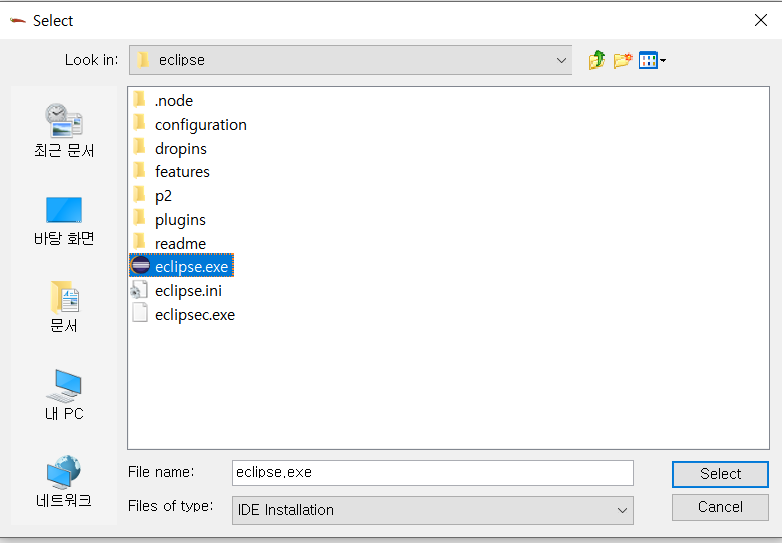 Select
Look in:
eclipse
최근 문서
바탕 화면
문서
내 PC
네트워크
.node
configuration
dropins
features
p2
plugins
readme
eclipse.exe
eclipse.ini
eclipsec.exe
File name:
eclipse.exe
Select
Files of type:
IDE Installation
Cancel